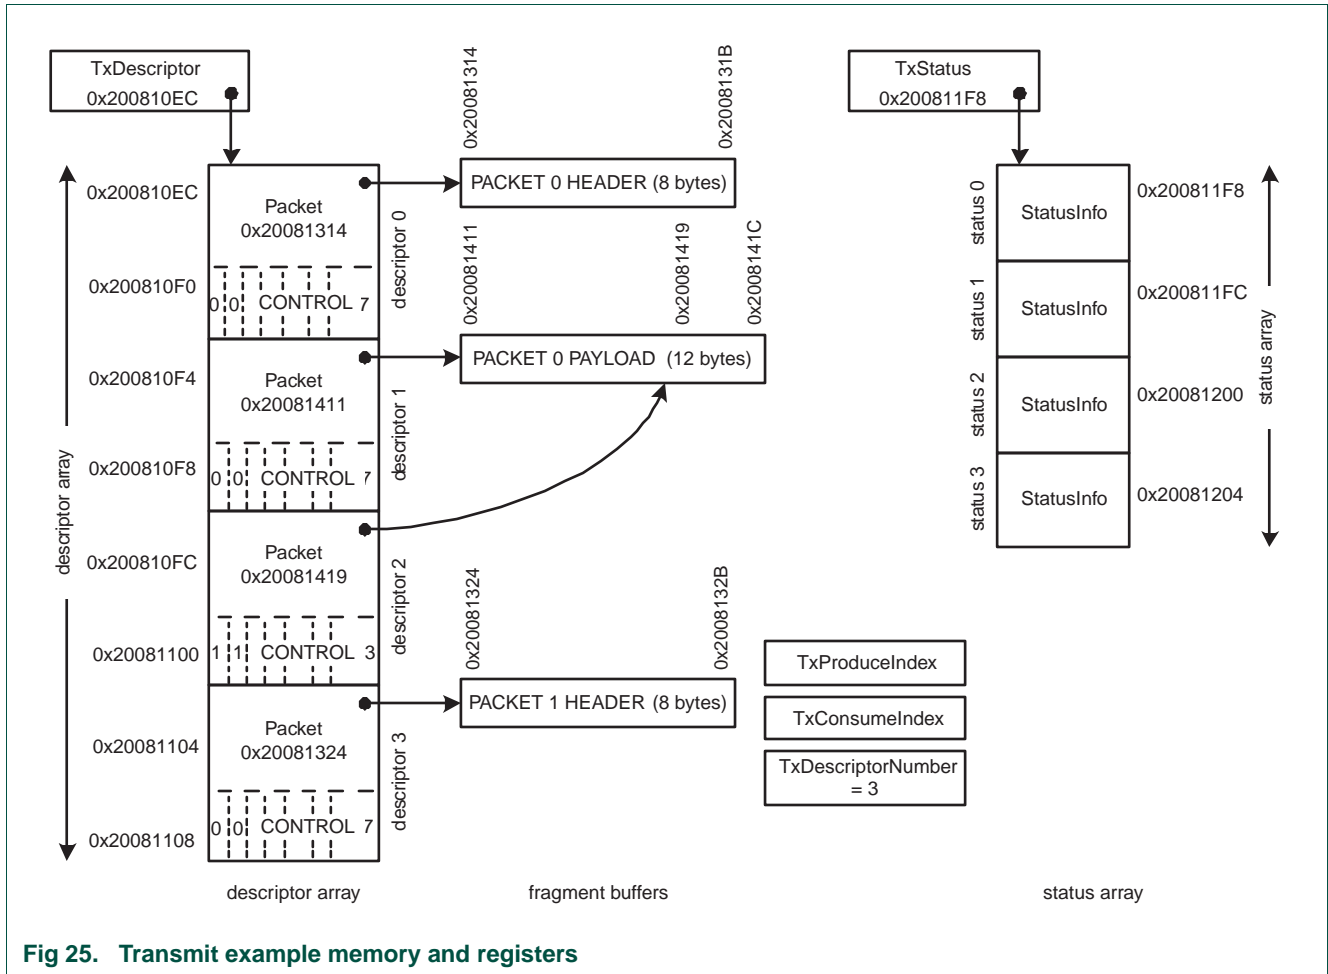 TxDescriptor
0x200810EC
0x20081314
0x2008131B
TxStatus
0x200811F8
descriptor array
0x200810EC
Packet
0x20081314
0x200810F0
0 0 CONTROL 7
descriptor 0
PACKET 0 HEADER (8 bytes)
0x20081411
0x20081419
0x2008141C
0x200810F4
Packet
0x20081411
0x200810F8
0 0 CONTROL 7
descriptor 1
PACKET 0 PAYLOAD (12 bytes)
0x200810FC
Packet
0x20081419
0x20081100
1 1 CONTROL 3
descriptor 2
0x20081324
0x2008132B
0x20081104
Packet
0x20081324
0x20081108
0 0 CONTROL 7
descriptor 3
PACKET 1 HEADER (8 bytes)
status 0
StatusInfo
0x200811F8
status 1
StatusInfo
0x200811FC
status 2
StatusInfo
0x20081200
status 3
StatusInfo
0x20081204
status array
TxProduceIndex
TxConsumeIndex
TxDescriptorNumber
= 3
descriptor array
fragment buffers
status array
Fig 25. Transmit example memory and registers